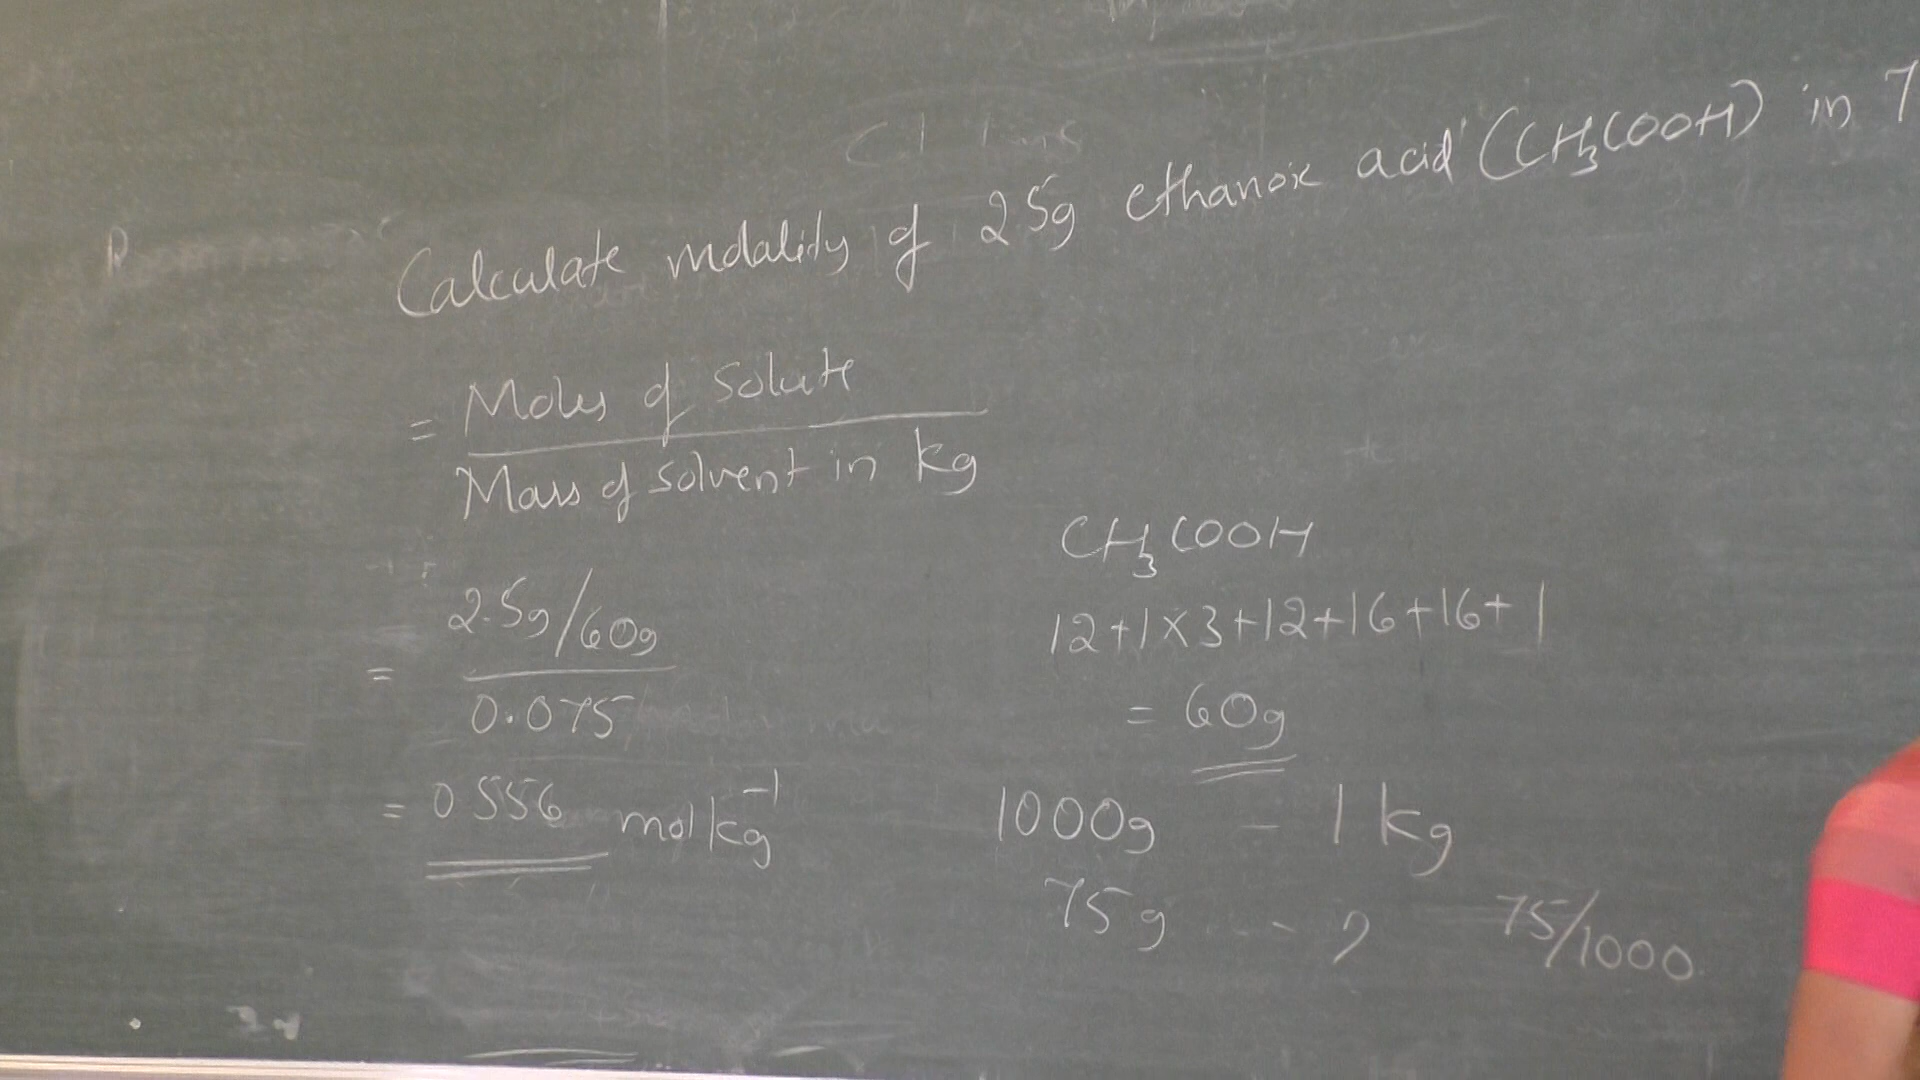 Calculate molality of 2.5g ethanoic acid (CH₃COOH) in 7
= Moles of solute
Mass of solvent in kg
= 2.5g/60g
0.075
= 0.556 mol kg⁻¹
CH₃COOH
12+1×3+12+16+16+1
= 60g
1000g - 1 kg
75g - ? 75/1000